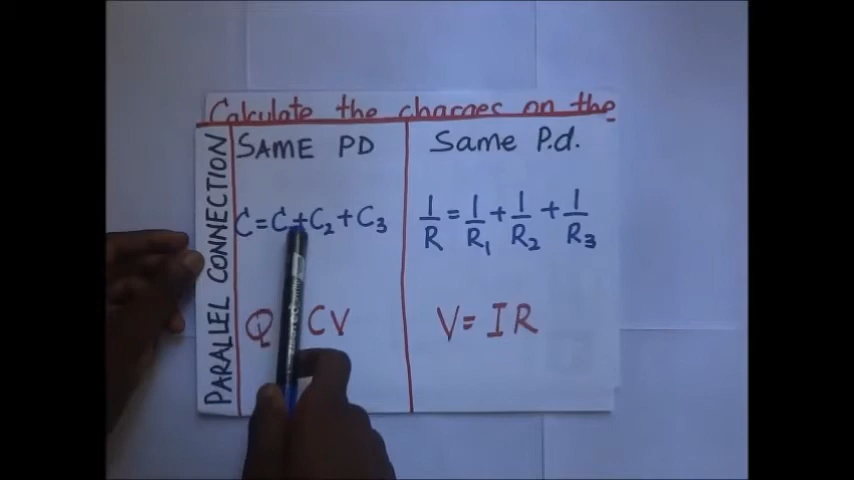 Calculate the charges on the
PARALLEL CONNECTION
SAME PD
C=C+C₂+C₃
Q CV
Same P.d.
1/R = 1/R₁ + 1/R₂ + 1/R₃
V= IR